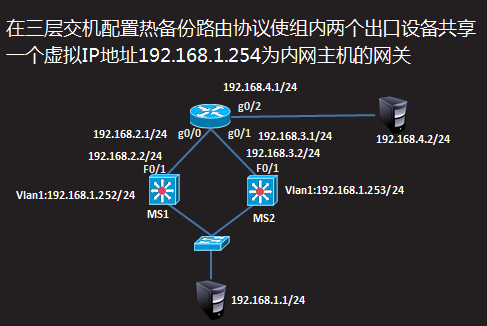 在三层交机配置热备份路由协议使组内两个出口设备共享
一个虚拟IP地址192.168.1.254为内网主机的网关
192.168.4.1/24
g0/2
192.168.2.1/24
g0/0
g0/1
192.168.3.1/24
192.168.4.2/24
192.168.2.2/24
192.168.3.2/24
F0/1
F0/1
Vlan1:192.168.1.252/24
Vlan1:192.168.1.253/24
MS1
MS2
192.168.1.1/24